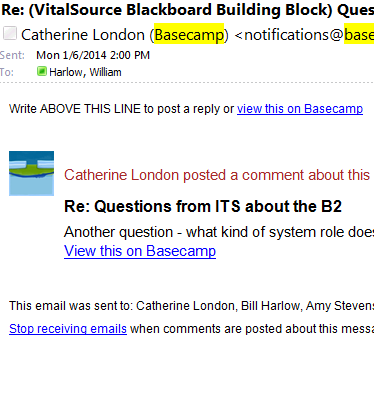 Re: (VitalSource Blackboard Building Block) Ques
Catherine London (Basecamp) <notifications@base
Sent: Mon 1/6/2014 2:00 PM
To: Harlow, William
Write ABOVE THIS LINE to post a reply or view this on Basecamp
Catherine London posted a comment about this
Re: Questions from ITS about the B2
Another question - what kind of system role does
View this on Basecamp
This email was sent to: Catherine London, Bill Harlow, Amy Stevens
Stop receiving emails when comments are posted about this messa